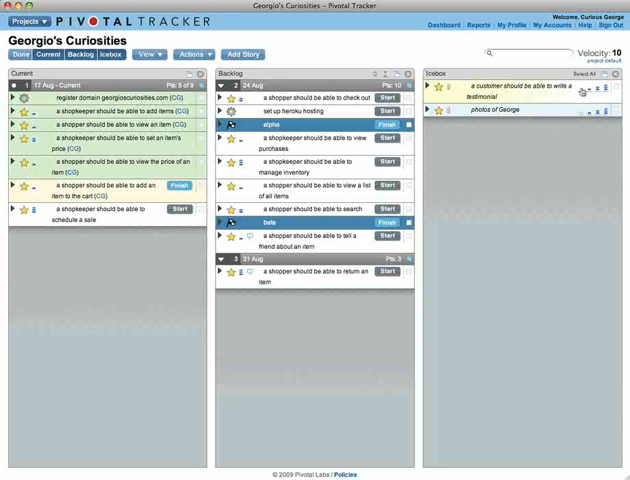 Georgio's Curiosities – Pivotal Tracker
Projects
PIVOTAL TRACKER
Welcome, Curious George
Dashboard | Reports | My Profile | My Accounts | Help | Sign Out
Georgio's Curiosities
Done Current Backlog Icebox View Actions Add Story
Velocity: 10
project default
Current
1 17 Aug - Current Pts: 5 of 9
register domain georgioscuriosities.com (CG)
a shopkeeper should be able to add items (CG)
a shopper should be able to view an item (CG)
a shopkeeper should be able to set an item's
price (CG)
a shopper should be able to view the price of an
item (CG)
a shopper should be able to add an
item to the cart (CG)
Finish
a shopkeeper should be able to
schedule a sale
Start
Backlog
2 24 Aug Pts: 10
a shopper should be able to check out Start
set up heroku hosting Start
alpha Finish
a shopkeeper should be able to view
purchases
Start
a shopkeeper should be able to
manage inventory
Start
a shopper should be able to view a list
of all items
Start
a shopper should be able to search Start
beta Finish
a shopper should be able to tell a
friend about an item
Start
3 31 Aug Pts: 3
a shopper should be able to return an
item
Start
Icebox
Select All
a customer should be able to write a
testimonial
photos of George
© 2009 Pivotal Labs / Policies